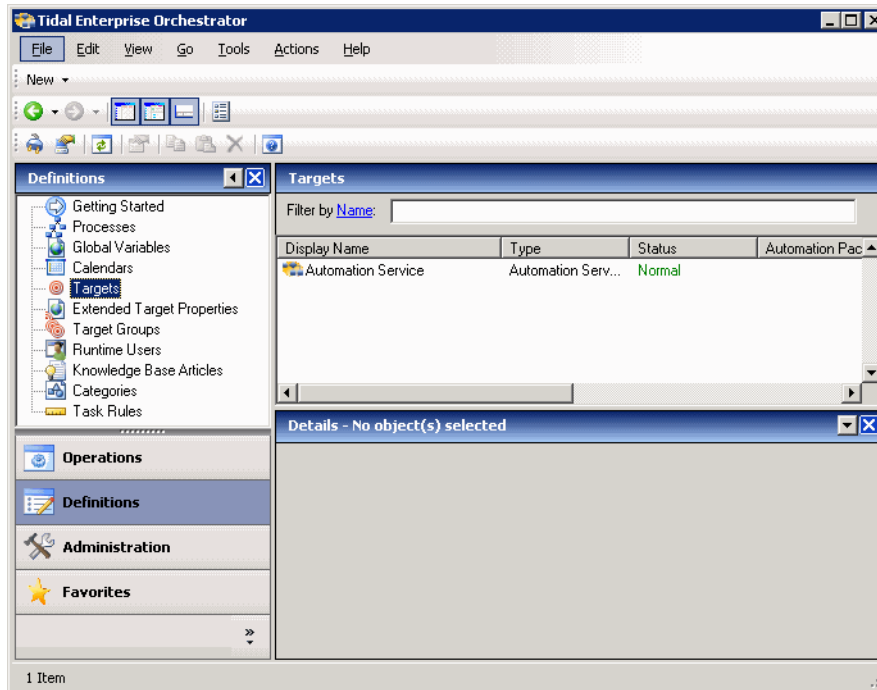 Tidal Enterprise Orchestrator
File Edit View Go Tools Actions Help
New
Definitions
Getting Started
Processes
Global Variables
Calendars
Targets
Extended Target Properties
Target Groups
Runtime Users
Knowledge Base Articles
Categories
Task Rules
Operations
Definitions
Administration
Favorites
»
Targets
Filter by Name:
Display Name Type Status Automation Pac
Automation Service Automation Serv... Normal
Details - No object(s) selected
1 Item